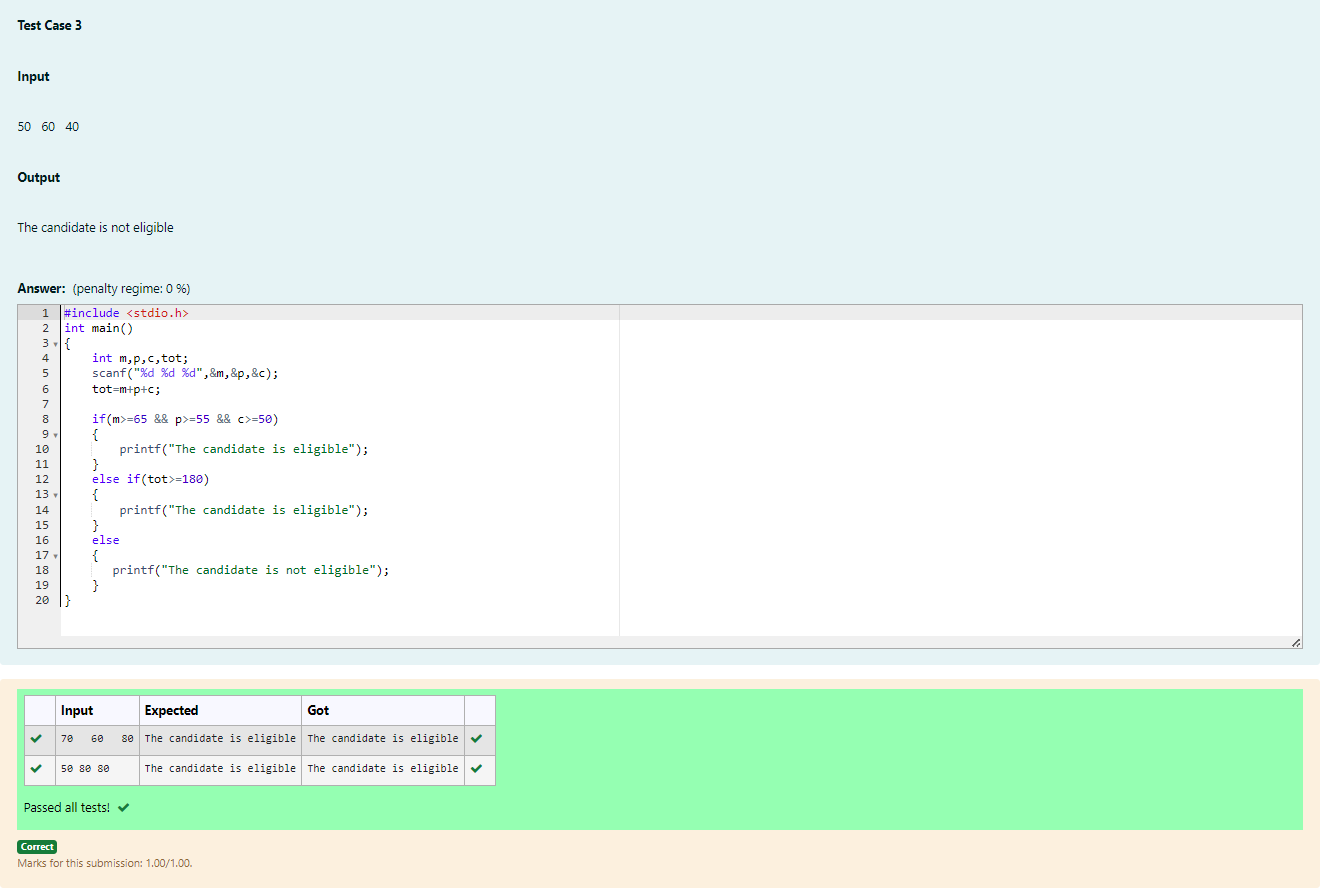 Test Case 3
Input
50 60 40
Output
The candidate is not eligible
Answer: (penalty regime: 0 %)
1 #include <stdio.h>
2 int main()
3 {
4     int m,p,c,tot;
5     scanf("%d %d %d",&m,&p,&c);
6     tot=m+p+c;
7
8     if(m>=65 && p>=55 && c>=50)
9     {
10         printf("The candidate is eligible");
11     }
12     else if(tot>=180)
13     {
14         printf("The candidate is eligible");
15     }
16     else
17     {
18        printf("The candidate is not eligible");
19     }
20 }
Input Expected Got
70 60 80 The candidate is eligible The candidate is eligible
50 80 80 The candidate is eligible The candidate is eligible
Passed all tests!
Correct
Marks for this submission: 1.00/1.00.